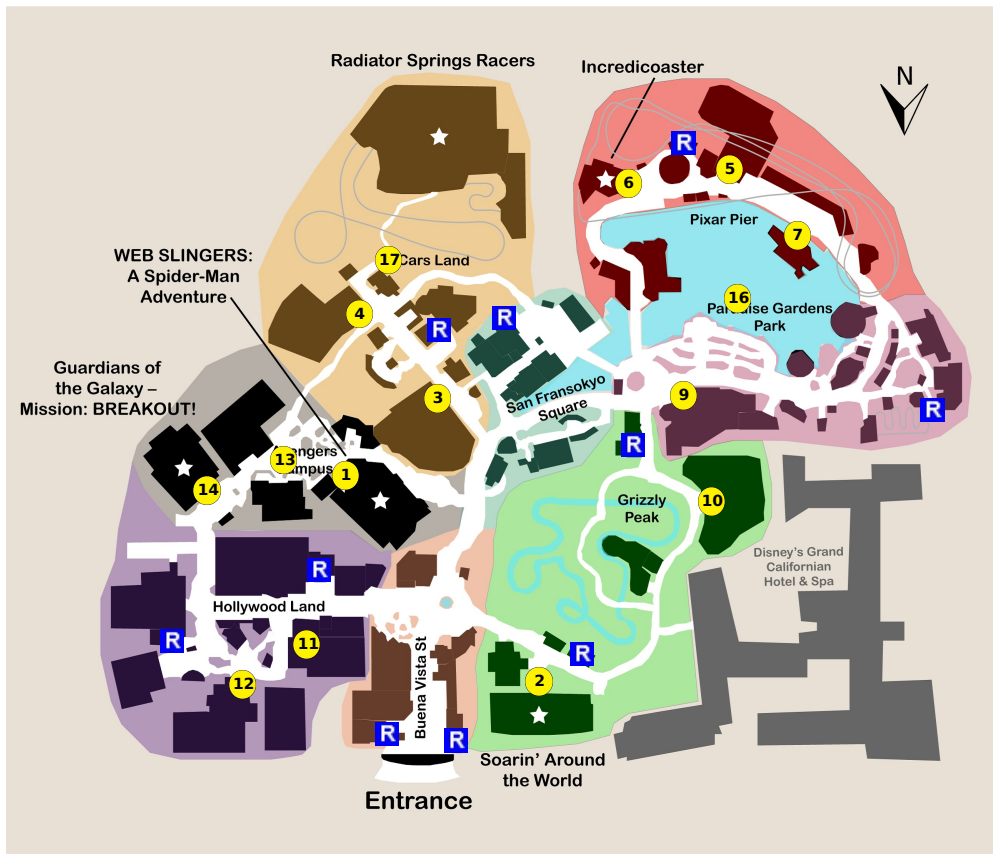 Radiator Springs Racers
Incredicoaster
N
R
5
6
Pixar Pier
7
WEB SLINGERS:
A Spider-Man
Adventure
17
Cars Land
16
Gardens
Park
4
R
R
Guardians of
the Galaxy –
Mission: BREAKOUT!
3
San Fransokyo
Square
9
R
R
13
1
14
Grizzly
Peak
10
Disney's Grand
Californian
Hotel & Spa
R
Hollywood Land
R
11
12
Buena Vista St
R
2
R
R
Soarin' Around
the World
Entrance